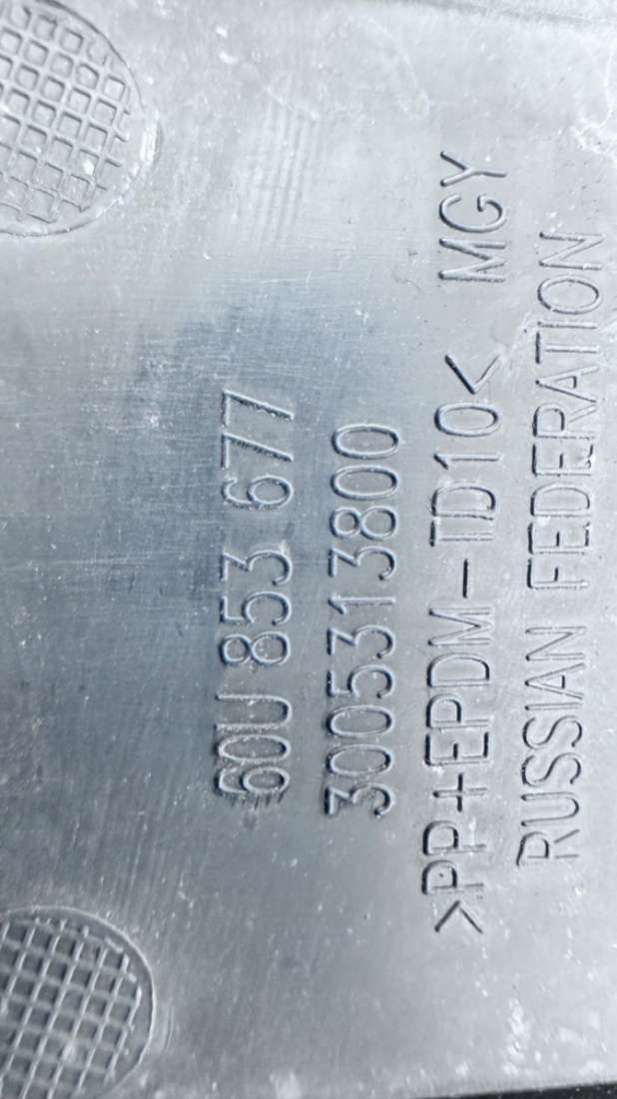 60U 853 677
3005313800
>PP+EPDM-TD10< MGY
RUSSIAN FEDERATION